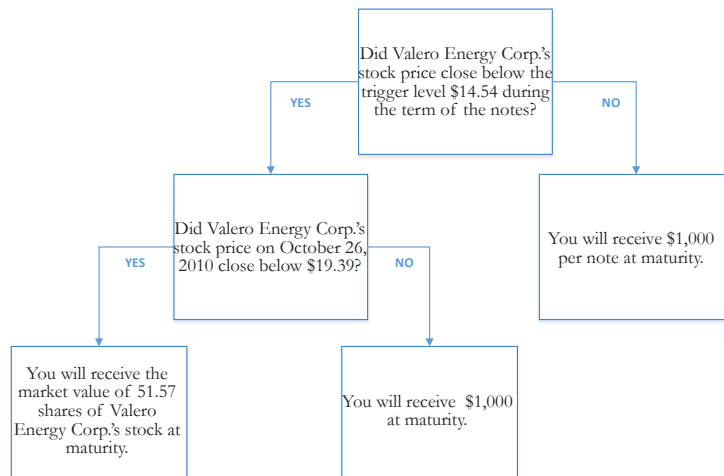 Did Valero Energy Corp.'s
stock price close below the
trigger level $14.54 during
the term of the notes?
YES
NO
Did Valero Energy Corp.'s
stock price on October 26,
2010 close below $19.39?
You will receive $1,000
per note at maturity.
YES
NO
You will receive the
market value of 51.57
shares of Valero
Energy Corp.'s stock at
maturity.
You will receive $1,000
at maturity.